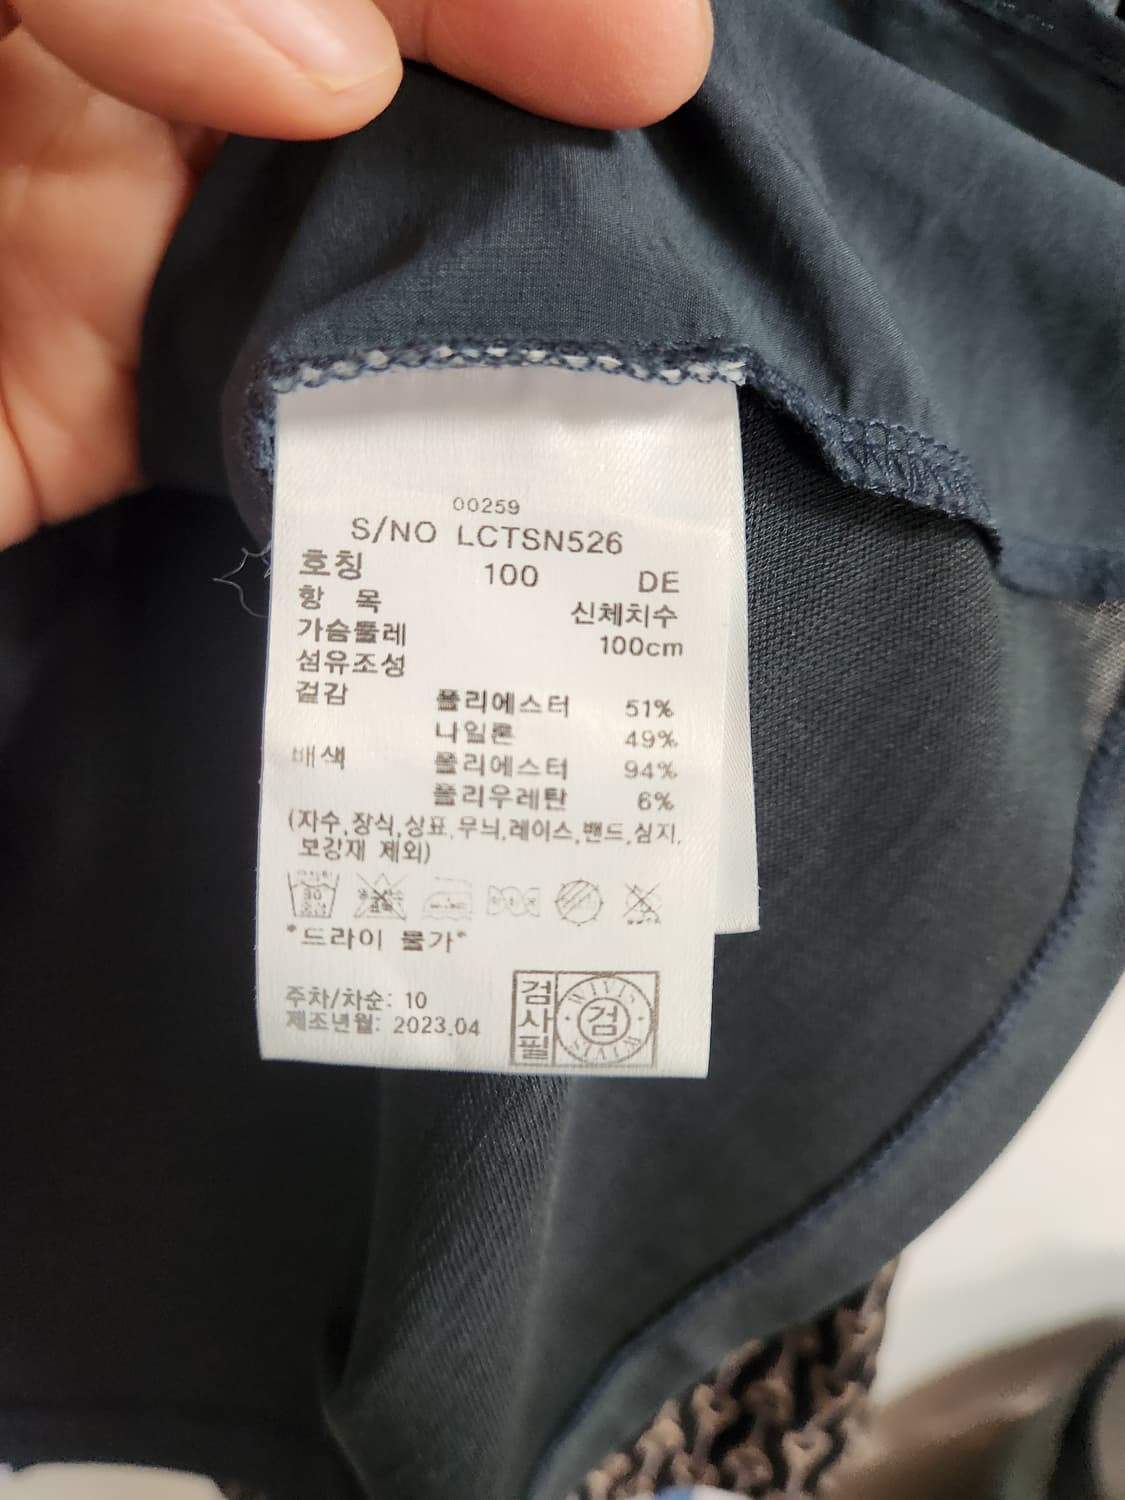 00259
S/NO LCTSN526
호칭 100 DE
항 목 신체치수
가슴둘레 100cm
섬유조성
겉감 폴리에스터 51%
나일론 49%
배색 폴리에스터 94%
폴리우레탄 6%
(자수,장식,상표,무늬,레이스,밴드,심지,
보강재 제외)
30
*드라이 불가*
주차/차순: 10
제조년월: 2023.04
검사필
WIVIS
검
WIVIS